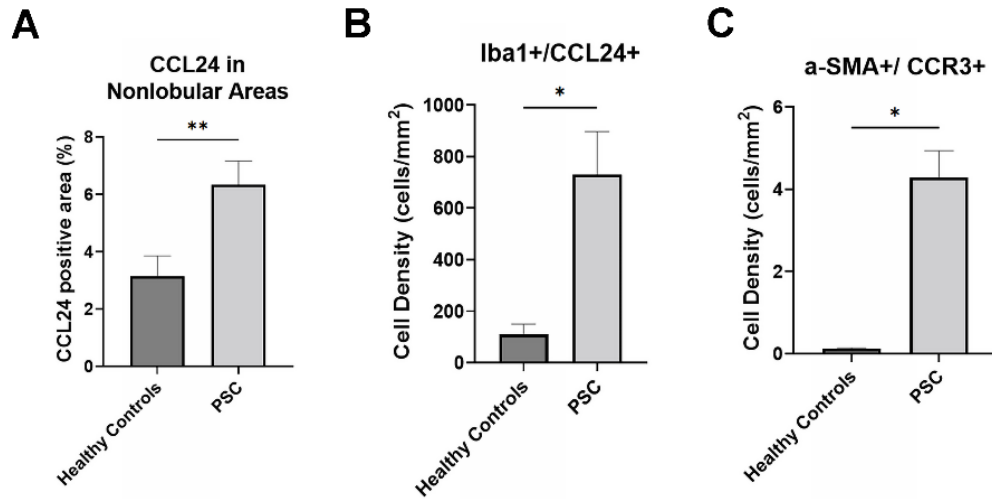 A
CCL24 in
Nonlobular Areas
**
CCL24 positive area (%)
8
6
4
2
0
Healthy Controls
PSC
B
Iba1+/CCL24+
*
Cell Density (cells/mm²)
1000
800
600
400
200
0
Healthy Controls
PSC
C
a-SMA+/ CCR3+
*
Cell Density (cells/mm²)
6
4
2
0
Healthy Controls
PSC